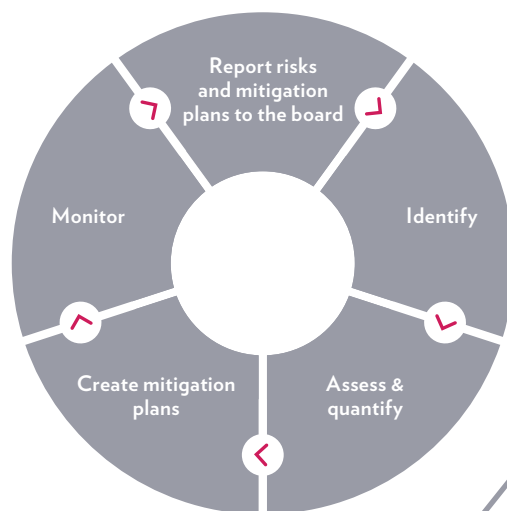 Report risks
and mitigation
plans to the board
Identify
Assess &
quantify
Create mitigation
plans
Monitor